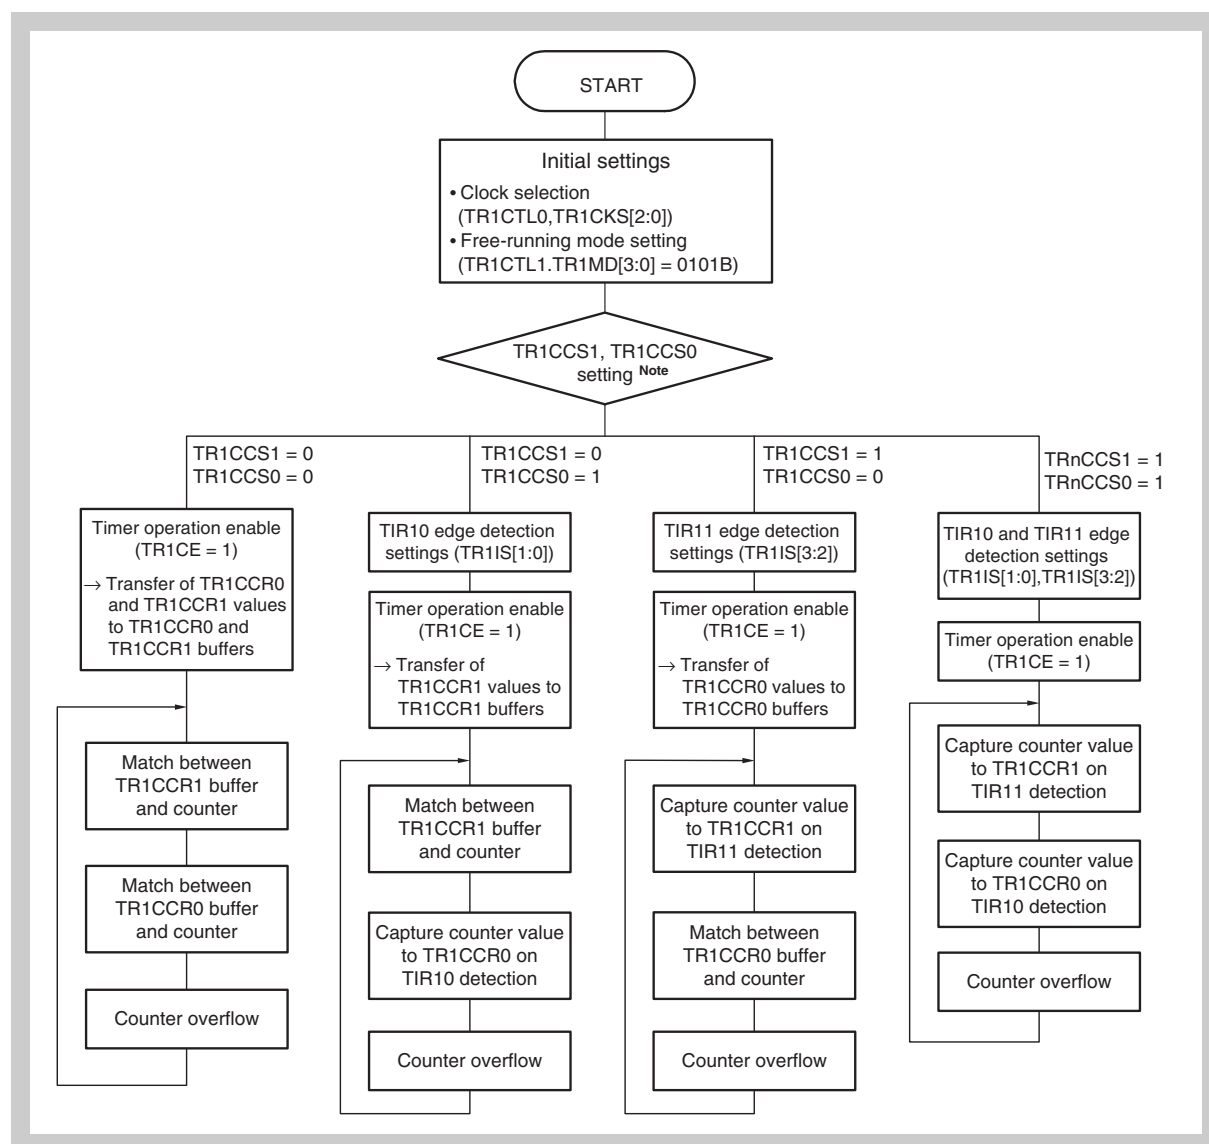 START
Initial settings
• Clock selection
(TR1CTL0,TR1CKS[2:0])
• Free-running mode setting
(TR1CTL1.TR1MD[3:0] = 0101B)
TR1CCS1, TR1CCS0
setting Note
TR1CCS1 = 0
TR1CCS0 = 0
Timer operation enable
(TR1CE = 1)
→ Transfer of TR1CCR0
and TR1CCR1 values
to TR1CCR0 and
TR1CCR1 buffers
Match between
TR1CCR1 buffer
and counter
Match between
TR1CCR0 buffer
and counter
Counter overflow
TR1CCS1 = 0
TR1CCS0 = 1
TIR10 edge detection
settings (TR1IS[1:0])
Timer operation enable
(TR1CE = 1)
→ Transfer of
TR1CCR1 values to
TR1CCR1 buffers
Match between
TR1CCR1 buffer
and counter
Capture counter value
to TR1CCR0 on
TIR10 detection
Counter overflow
TR1CCS1 = 1
TR1CCS0 = 0
TIR11 edge detection
settings (TR1IS[3:2])
Timer operation enable
(TR1CE = 1)
→ Transfer of
TR1CCR0 values to
TR1CCR0 buffers
Capture counter value
to TR1CCR1 on
TIR11 detection
Match between
TR1CCR0 buffer
and counter
Counter overflow
TRnCCS1 = 1
TRnCCS0 = 1
TIR10 and TIR11 edge
detection settings
(TR1IS[1:0],TR1IS[3:2])
Timer operation enable
(TR1CE = 1)
Capture counter value
to TR1CCR1 on
TIR11 detection
Capture counter value
to TR1CCR0 on
TIR10 detection
Counter overflow